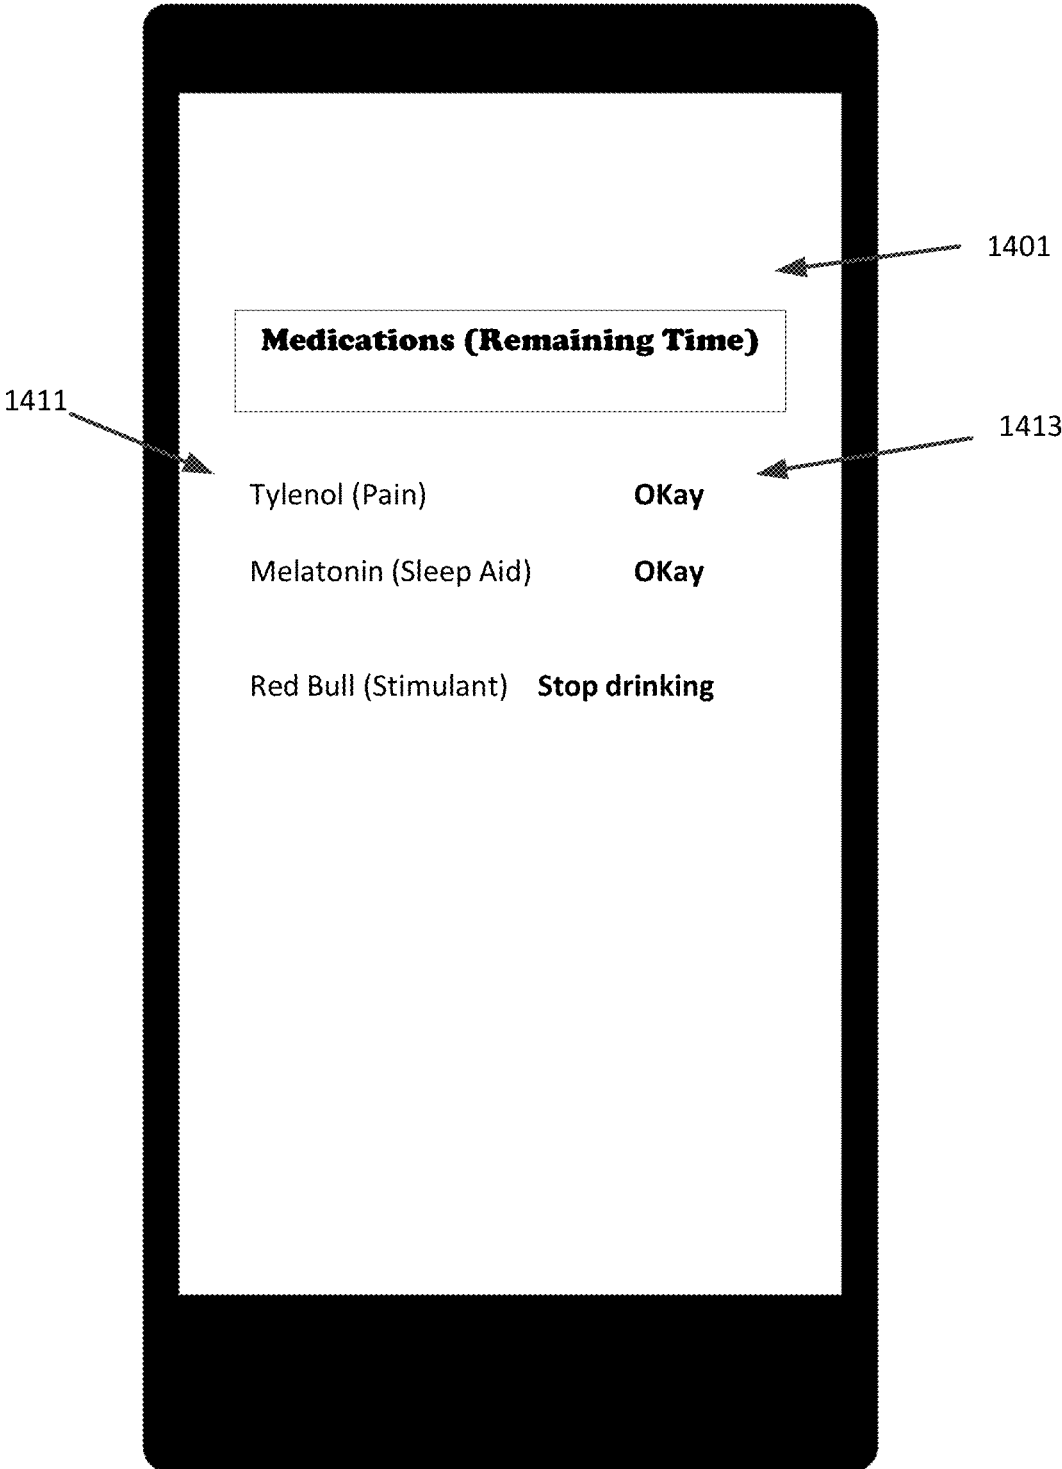 1401
Medications (Remaining Time)
1411
1413
Tylenol (Pain) OKay
Melatonin (Sleep Aid) OKay
Red Bull (Stimulant) Stop drinking